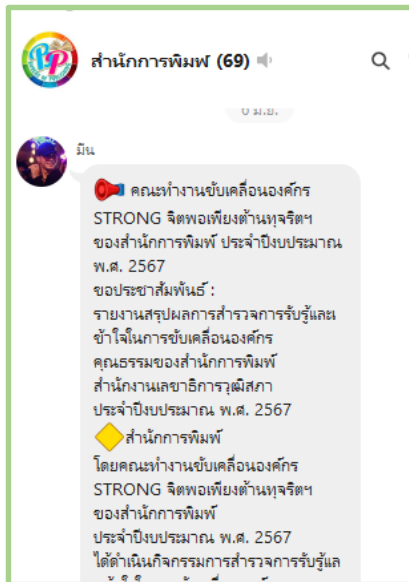 สำนักการพิมพ์ (69)
มีน
คณะทำงานขับเคลื่อนองค์กร
STRONG จิตพอเพียงต้านทุจริตฯ
ของสำนักการพิมพ์ ประจำปีงบประมาณ
พ.ศ. 2567
ขอประชาสัมพันธ์ :
รายงานสรุปผลการสำรวจการรับรู้และเ
ข้าใจในการขับเคลื่อนองค์กร
คุณธรรมของสำนักการพิมพ์
สำนักงานเลขาธิการวุฒิสภา
ประจำปีงบประมาณ พ.ศ. 2567
สำนักการพิมพ์
โดยคณะทำงานขับเคลื่อนองค์กร
STRONG จิตพอเพียงต้านทุจริตฯ
ของสำนักการพิมพ์
ประจำปีงบประมาณ พ.ศ. 2567
ได้ดำเนินกิจกรรมการสำรวจการรับรู้แล